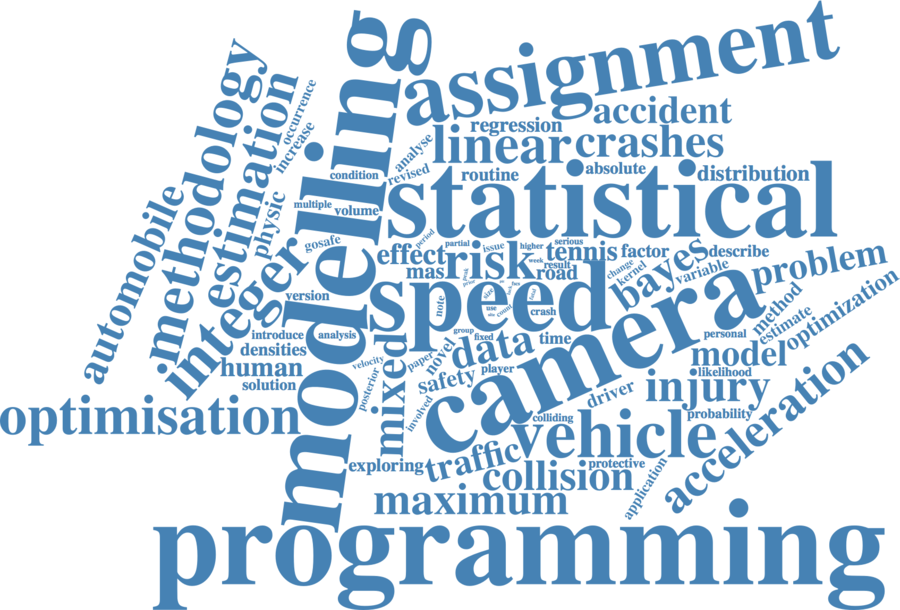 modelling
assignment
methodology
estimation
occurrence
increase
accident
regression
linear
crashes
analyse
revised
condition
routine
absolute
distribution
statistical
automobile
physic
integer
multiple
volume
gosafe
period
partial
issue
higher
serious
tennis
factor
bayes
describe
effect
risk
week
result
change
kernel
variable
problem
mas
road
speed
camera
version
note
size
use
count
crash
method
optimization
estimate
introduce
analysis
densities
velocity
mixed
paper
novel
group
fixed
data
time
personal
model
human
solution
posterior
safety
player
likelihood
driver
injury
acceleration
optimisation
involved
colliding
vehicle
probability
exploring
traffic
collision
protective
application
maximum
programming